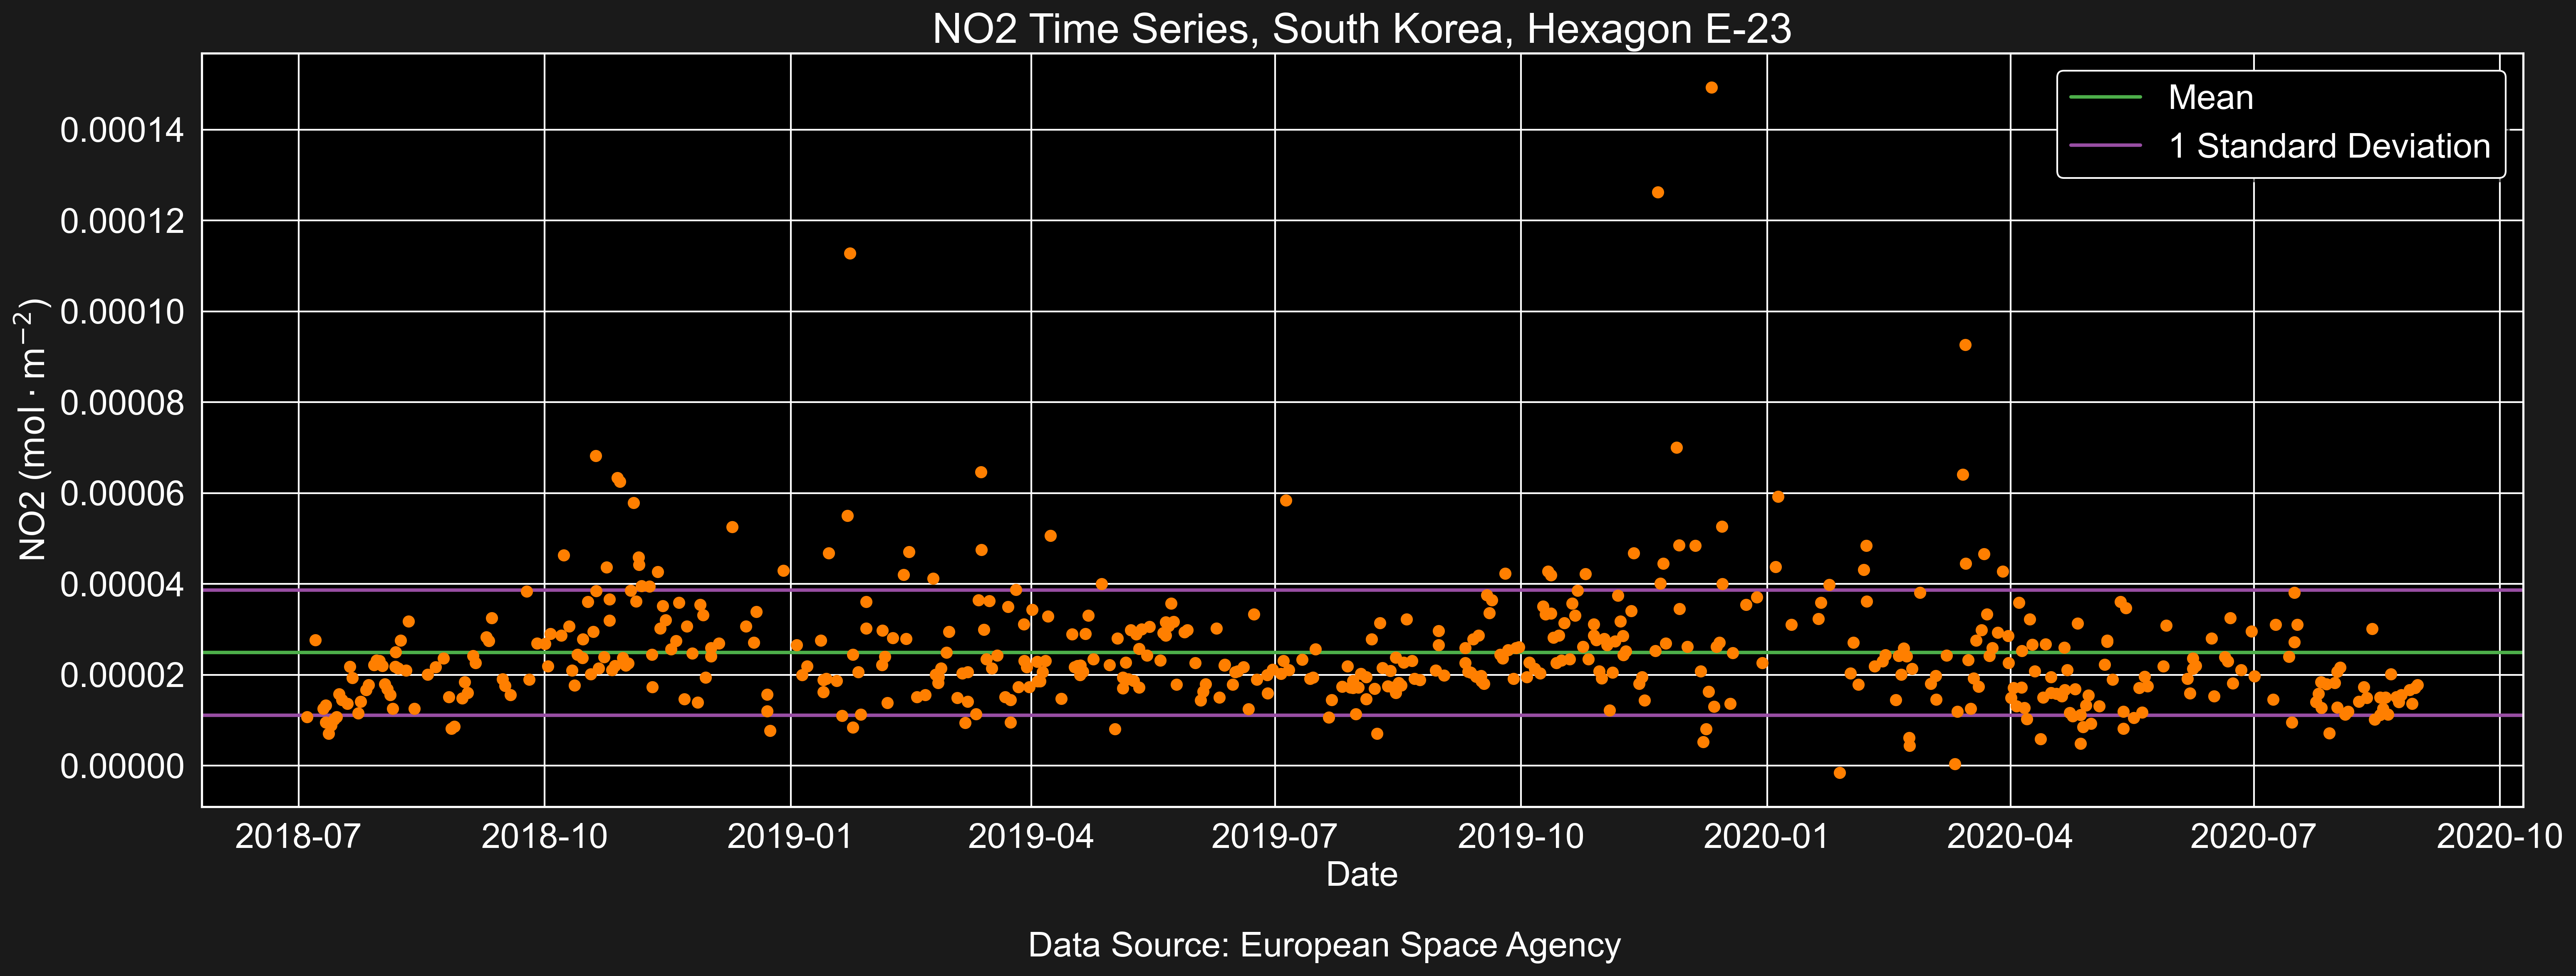 NO2 Time Series, South Korea, Hexagon E-23
Mean
1 Standard Deviation
NO2 (mol · m⁻²)
0.00014
0.00012
0.00010
0.00008
0.00006
0.00004
0.00002
0.00000
2018-07 2018-10 2019-01 2019-04 2019-07 2019-10 2020-01 2020-04 2020-07 2020-10
Date
Data Source: European Space Agency